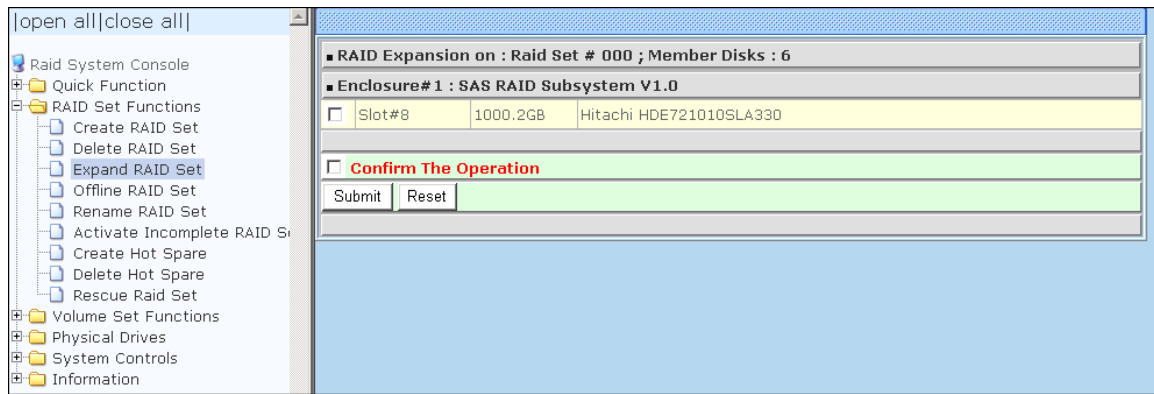 |open all|close all|
Raid System Console
Quick Function
RAID Set Functions
Create RAID Set
Delete RAID Set
Expand RAID Set
Offline RAID Set
Rename RAID Set
Activate Incomplete RAID S
Create Hot Spare
Delete Hot Spare
Rescue Raid Set
Volume Set Functions
Physical Drives
System Controls
Information
RAID Expansion on : Raid Set # 000 ; Member Disks : 6
Enclosure#1 : SAS RAID Subsystem V1.0
Slot#8 1000.2GB Hitachi HDE721010SLA330
Confirm The Operation
Submit Reset